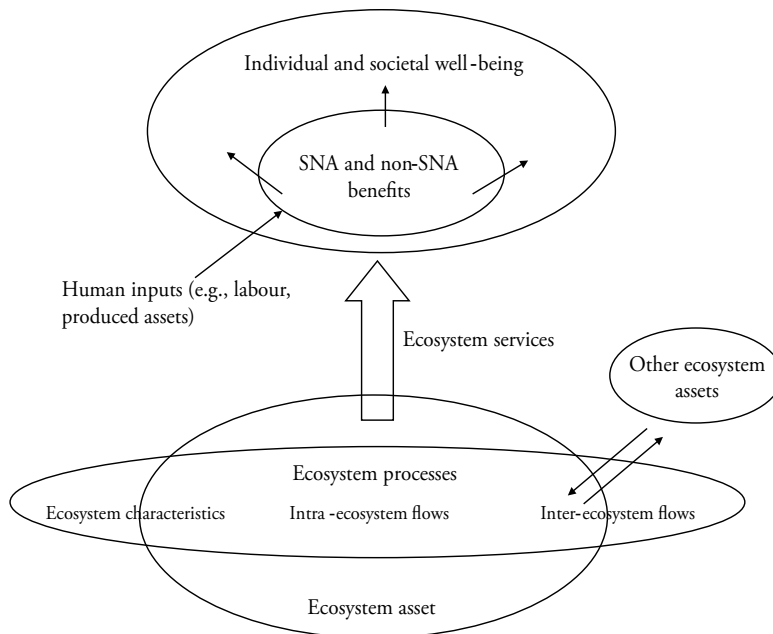 Individual and societal well-being
SNA and non-SNA
benefits
Human inputs (e.g., labour,
produced assets)
Ecosystem services
Other ecosystem
assets
Ecosystem processes
Ecosystem characteristics
Intra -ecosystem flows
Inter-ecosystem flows
Ecosystem asset